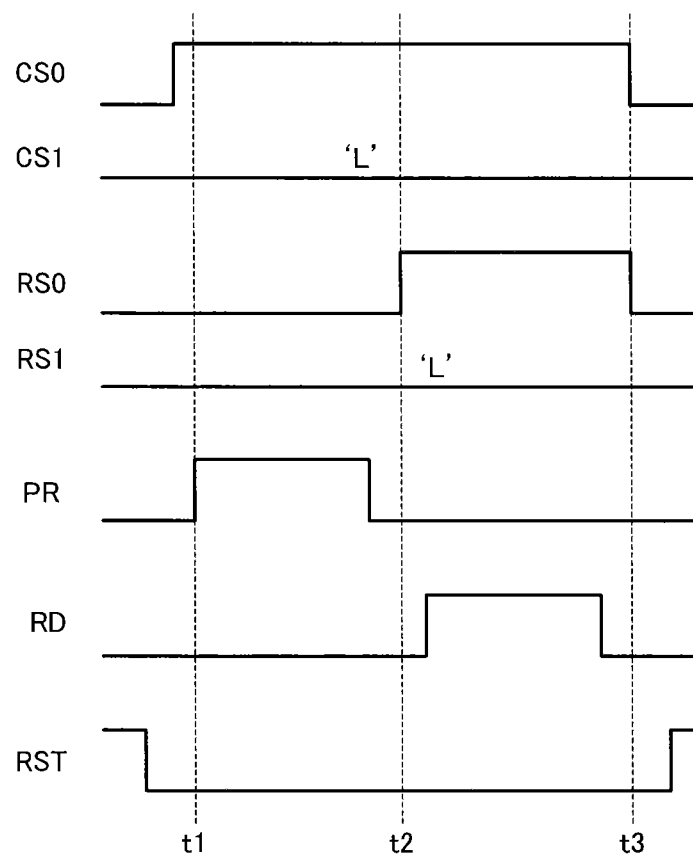 CS0
CS1
‘L’
RS0
RS1
‘L’
PR
RD
RST
t1 t2 t3